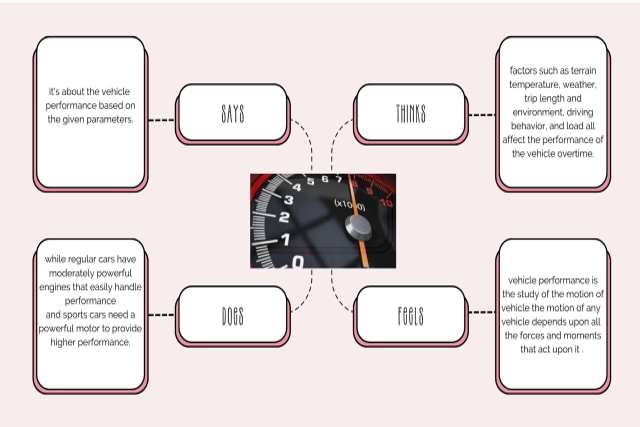 it's about the vehicle
performance based on
the given parameters.
SAYS
THINKS
factors such as terrain
temperature, weather,
trip length and
environment, driving
behavior, and load all
affect the performance of
the vehicle overtime.
4
5
6
7
8
9
10
3
2
1
0
(x1000)
while regular cars have
moderately powerful
engines that easily handle
performance
and sports cars need a
powerful motor to provide
higher performance.
DOES
FEELS
vehicle performance is
the study of the motion of
vehicle the motion of any
vehicle depends upon all
the forces and moments
that act upon it .